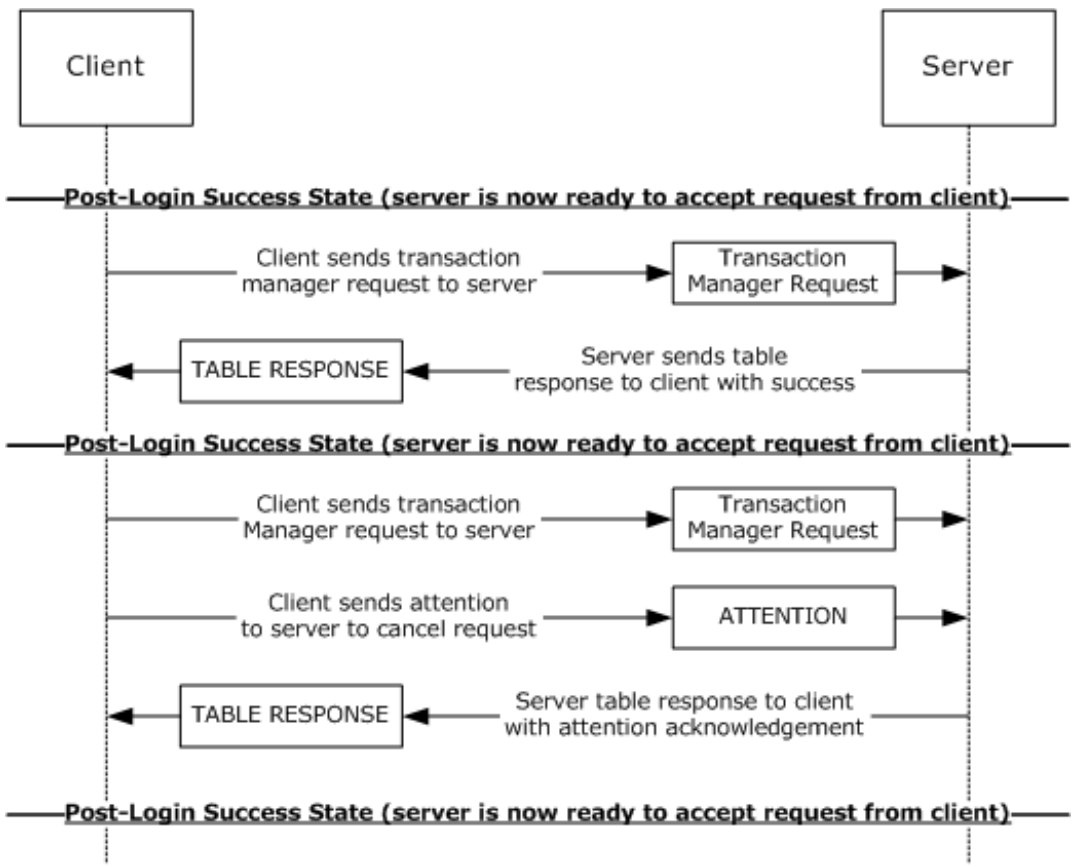 Client
Server
Post-Login Success State (server is now ready to accept request from client)
Client sends transaction
manager request to server
Transaction
Manager Request
TABLE RESPONSE
Server sends table
response to client with success
Post-Login Success State (server is now ready to accept request from client)
Client sends transaction
Manager request to server
Transaction
Manager Request
Client sends attention
to server to cancel request
ATTENTION
TABLE RESPONSE
Server table response to client
with attention acknowledgement
Post-Login Success State (server is now ready to accept request from client)